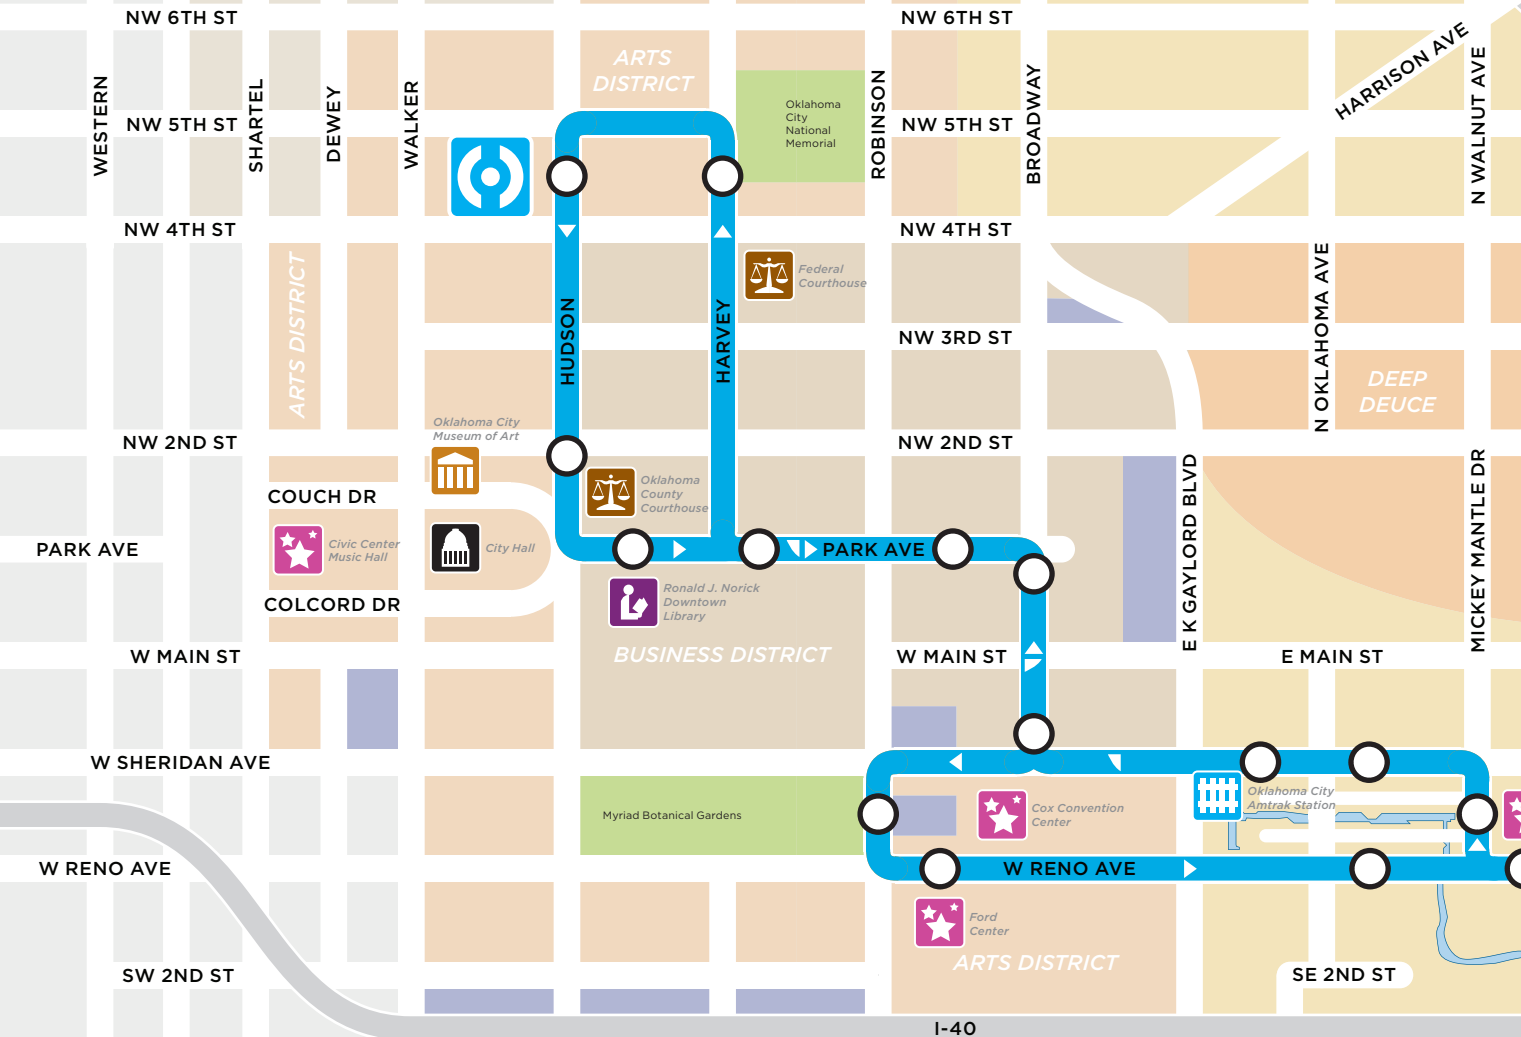 NW 6TH ST
NW 6TH ST
HARRISON AVE
ARTS
DISTRICT
WESTERN
SHARTEL
DEWEY
WALKER
ROBINSON
BROADWAY
N WALNUT AVE
Oklahoma
City
National
Memorial
NW 5TH ST
NW 5TH ST
NW 4TH ST
NW 4TH ST
ARTS DISTRICT
HUDSON
HARVEY
Federal
Courthouse
N OKLAHOMA AVE
NW 3RD ST
DEEP
DEUCE
Oklahoma City
Museum of Art
NW 2ND ST
NW 2ND ST
E K GAYLORD BLVD
MICKEY MANTLE DR
COUCH DR
Oklahoma
County
Courthouse
PARK AVE
Civic Center
Music Hall
City Hall
PARK AVE
COLCORD DR
Ronald J. Norick
Downtown
Library
W MAIN ST
BUSINESS DISTRICT
W MAIN ST
E MAIN ST
W SHERIDAN AVE
Oklahoma City
Amtrak Station
Myriad Botanical Gardens
Cox Convention
Center
W RENO AVE
W RENO AVE
Ford
Center
ARTS DISTRICT
SW 2ND ST
SE 2ND ST
I-40